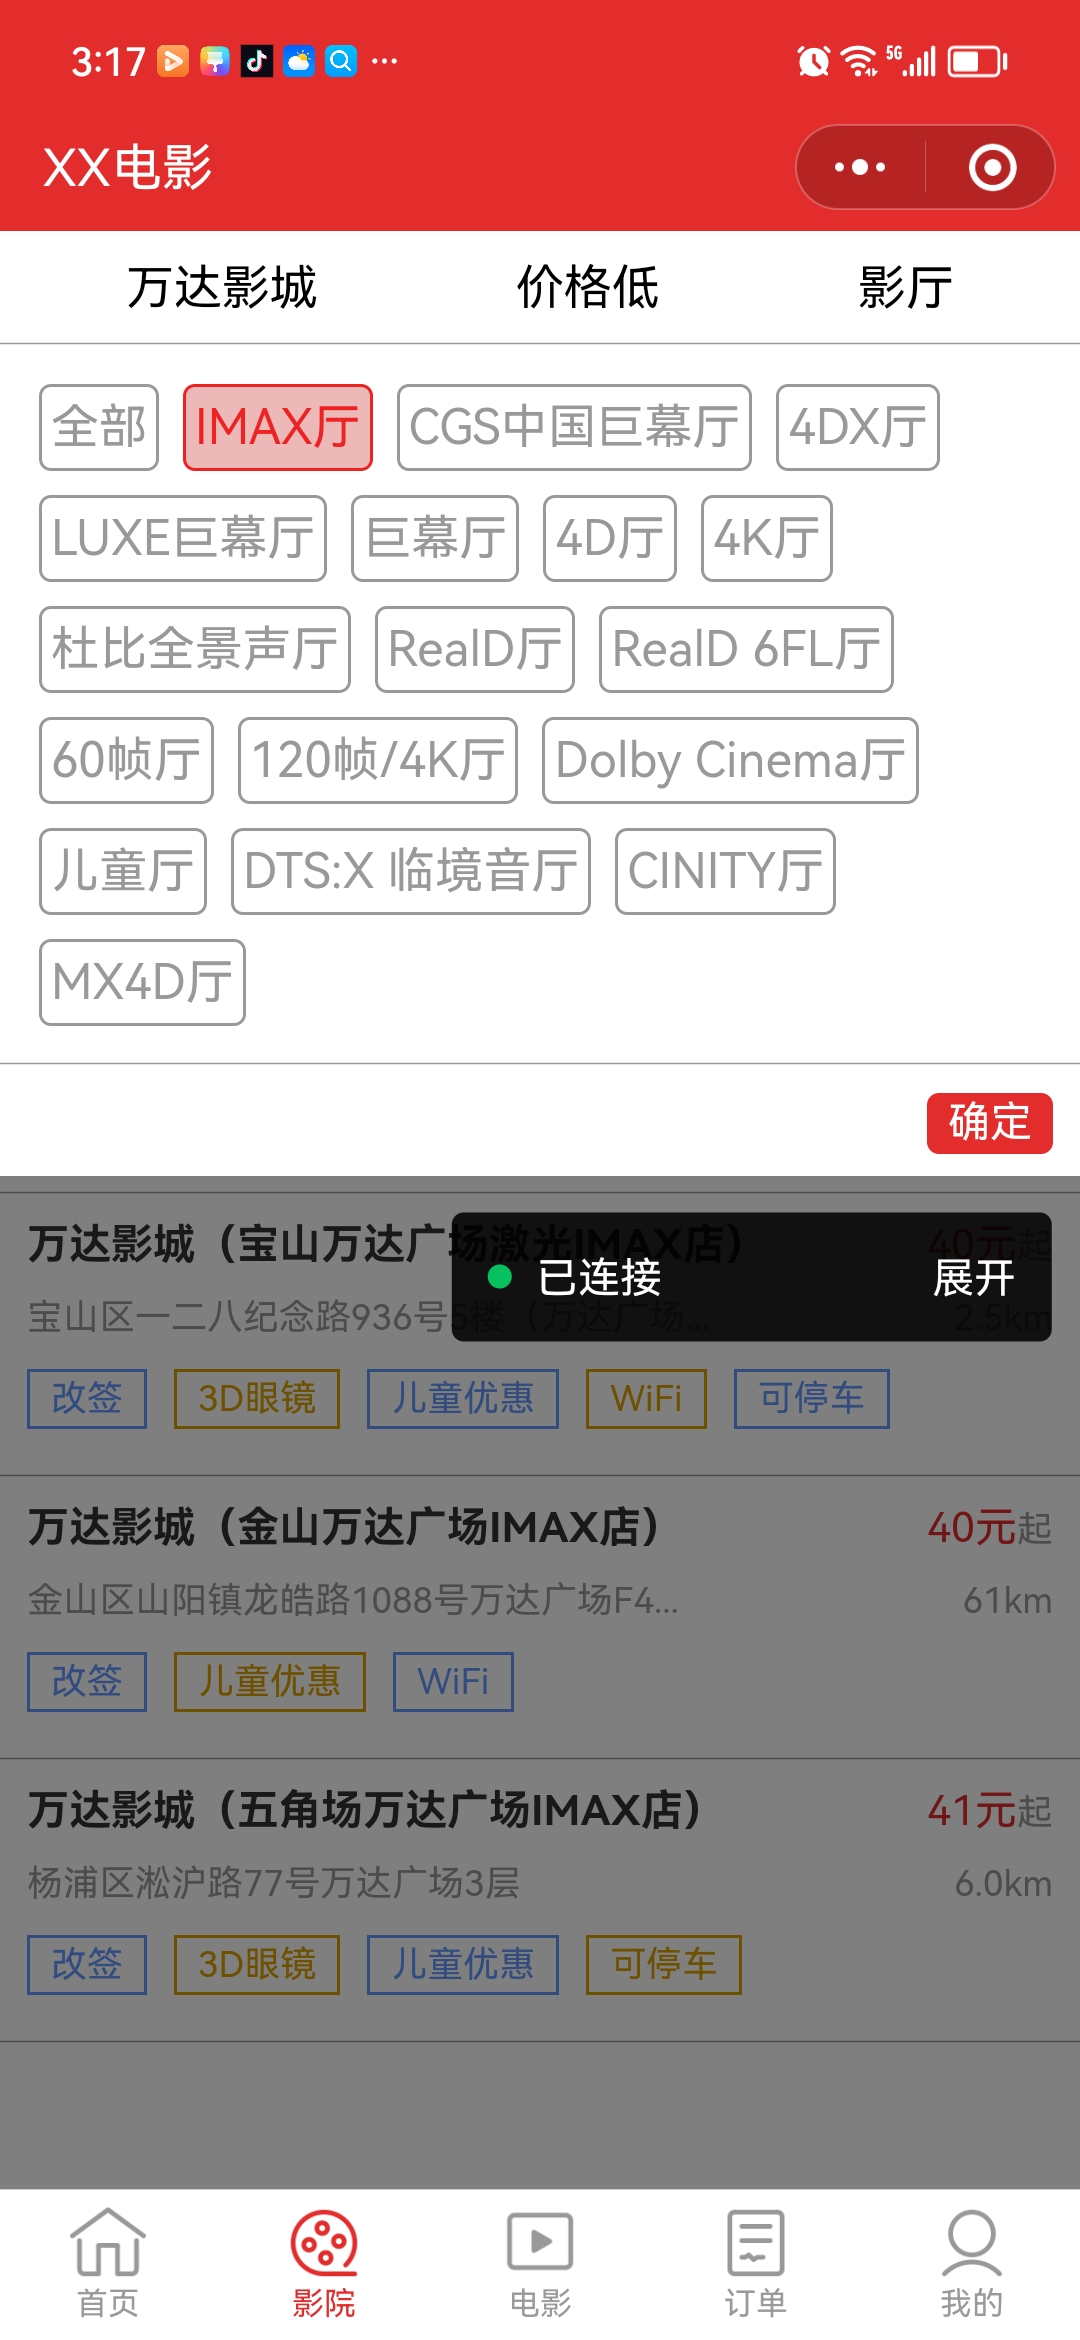 3:17
5G
XX电影
万达影城 价格低 影厅
全部 IMAX厅 CGS中国巨幕厅 4DX厅
LUXE巨幕厅 巨幕厅 4D厅 4K厅
杜比全景声厅 RealD厅 RealD 6FL厅
60帧厅 120帧/4K厅 Dolby Cinema厅
儿童厅 DTS:X 临境音厅 CINITY厅
MX4D厅
确定
万达影城（宝山万达广场激光IMAX店） 40元起
已连接 展开
宝山区一二八纪念路936号5楼（万达广场... 2.5km
改签 3D眼镜 儿童优惠 WiFi 可停车
万达影城（金山万达广场IMAX店） 40元起
金山区山阳镇龙皓路1088号万达广场F4... 61km
改签 儿童优惠 WiFi
万达影城（五角场万达广场IMAX店） 41元起
杨浦区淞沪路77号万达广场3层 6.0km
改签 3D眼镜 儿童优惠 可停车
首页 影院 电影 订单 我的